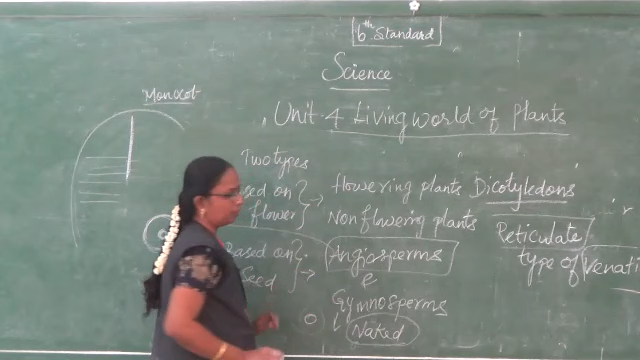 6th Standard
Science
Unit-4 Living world of Plants
Monocot
Two types
Based on flower
flowering plants
Non flowering plants
Dicotyledons
Reticulate
type of Venati
Based on Seed
Angiosperms
Gymnosperms
Naked